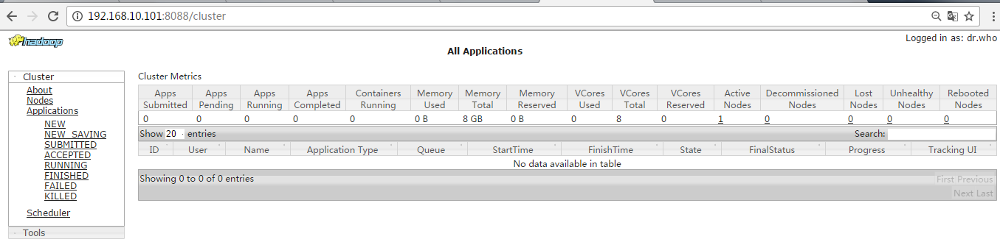 192.168.10.101:8088/cluster
hadoop
Logged in as: dr.who
All Applications
Cluster
About
Nodes
Applications
NEW
NEW_SAVING
SUBMITTED
ACCEPTED
RUNNING
FINISHED
FAILED
KILLED
Scheduler
Tools
Cluster Metrics
Apps Submitted Apps Pending Apps Running Apps Completed Containers Running Memory Used Memory Total Memory Reserved VCores Used VCores Total VCores Reserved Active Nodes Decommissioned Nodes Lost Nodes Unhealthy Nodes Rebooted Nodes
0 0 0 0 0 0 B 8 GB 0 B 0 8 0 1 0 0 0 0
Show 20 entries Search:
ID User Name Application Type Queue StartTime FinishTime State FinalStatus Progress Tracking UI
No data available in table
Showing 0 to 0 of 0 entries First Previous
Next Last